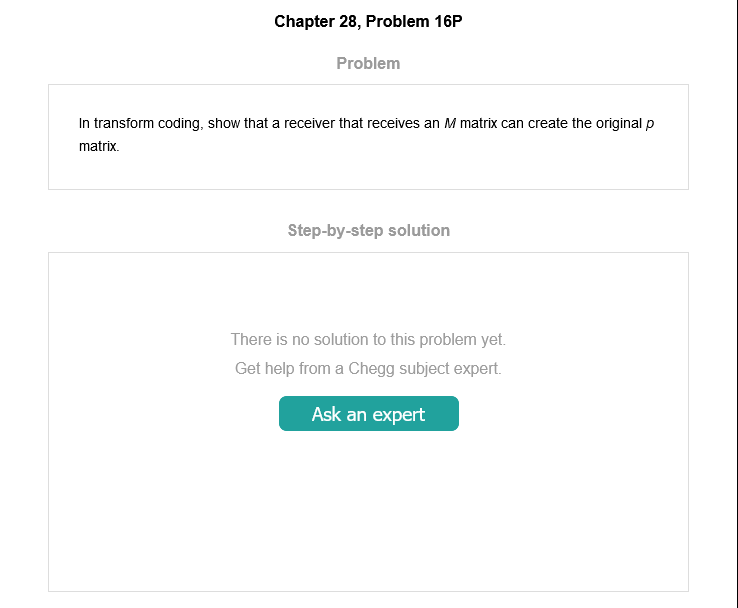 Chapter 28, Problem 16P
Problem
In transform coding, show that a receiver that receives an M matrix can create the original p
matrix.
Step-by-step solution
There is no solution to this problem yet.
Get help from a Chegg subject expert.
Ask an expert